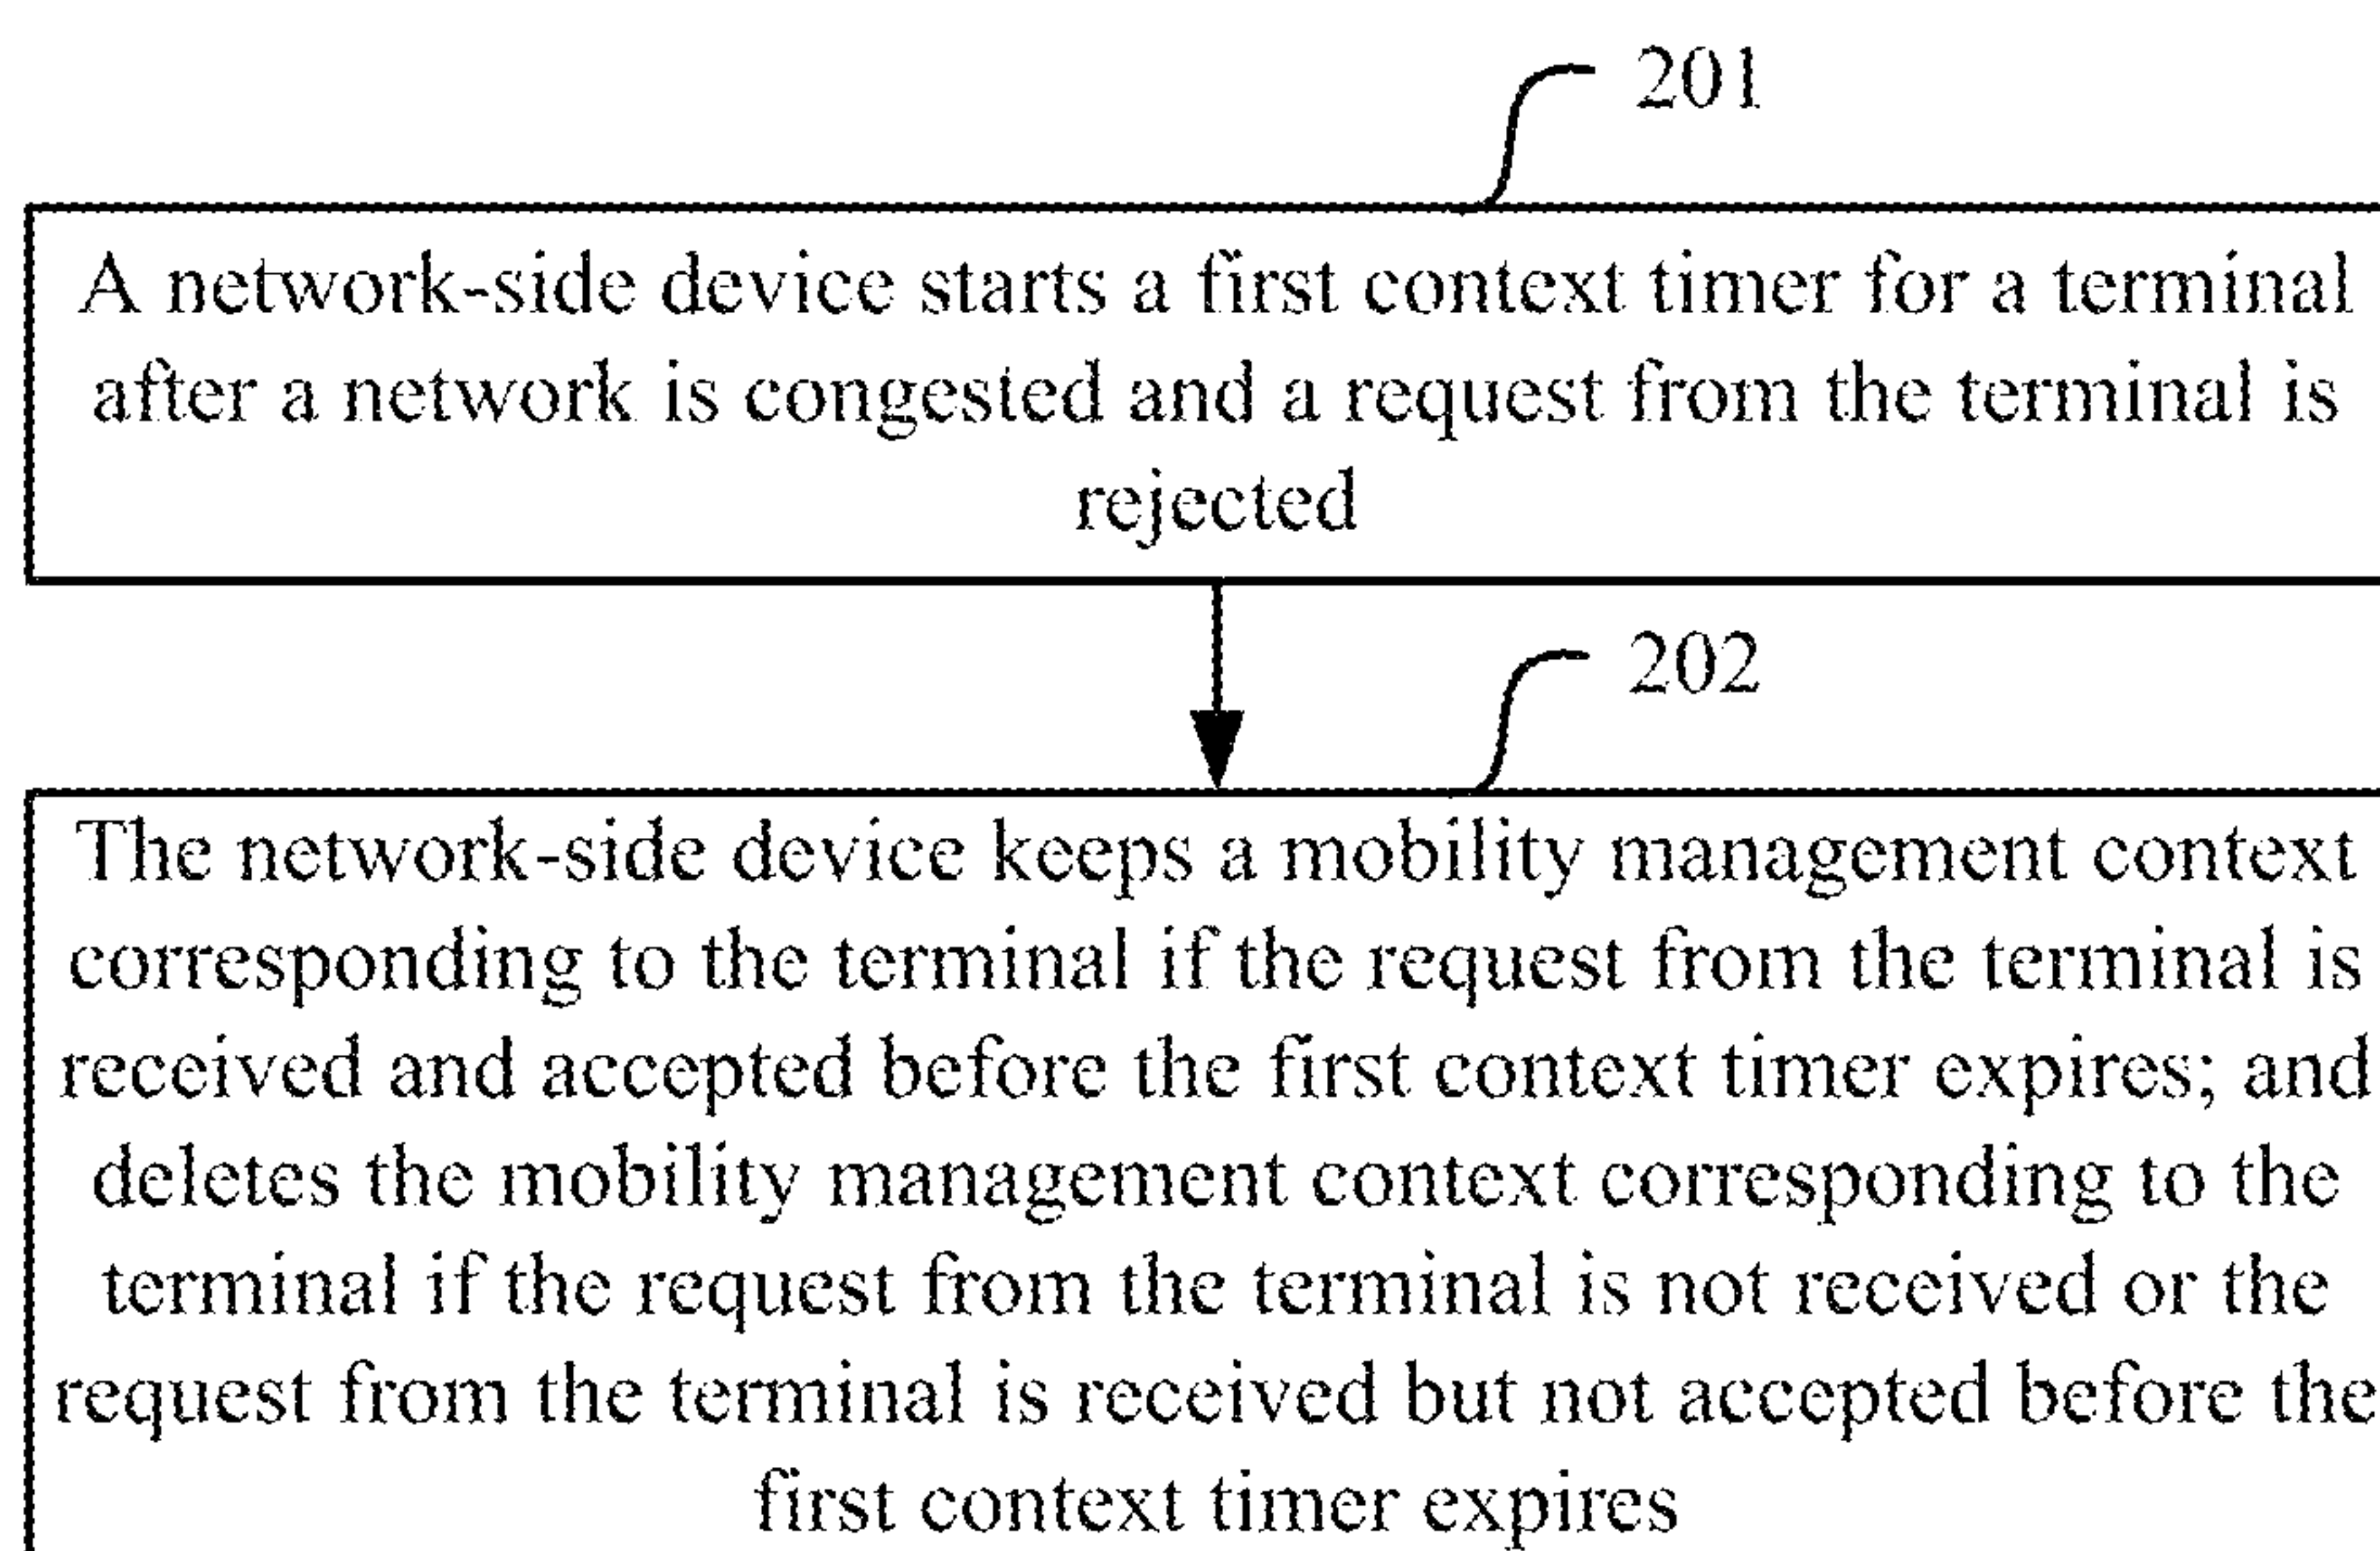 201
A network-side device starts a first context timer for a terminal
after a network is congested and a request from the terminal is
rejected
202
The network-side device keeps a mobility management context
corresponding to the terminal if the request from the terminal is
received and accepted before the first context timer expires; and
deletes the mobility management context corresponding to the
terminal if the request from the terminal is not received or the
request from the terminal is received but not accepted before the
first context timer expires